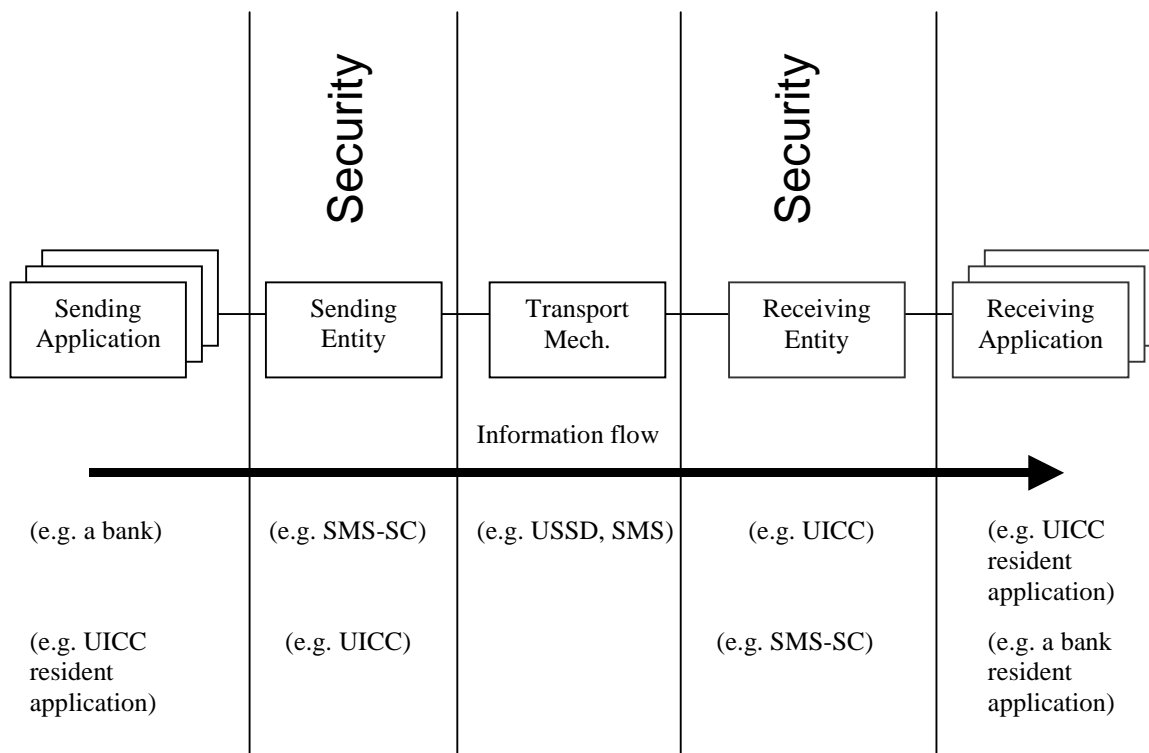 Security
Security
Sending
Application
Sending
Entity
Transport
Mech.
Receiving
Entity
Receiving
Application
Information flow
(e.g. a bank)
(e.g. SMS-SC)
(e.g. USSD, SMS)
(e.g. UICC)
(e.g. UICC
resident
application)
(e.g. UICC
resident
application)
(e.g. UICC)
(e.g. SMS-SC)
(e.g. a bank
resident
application)